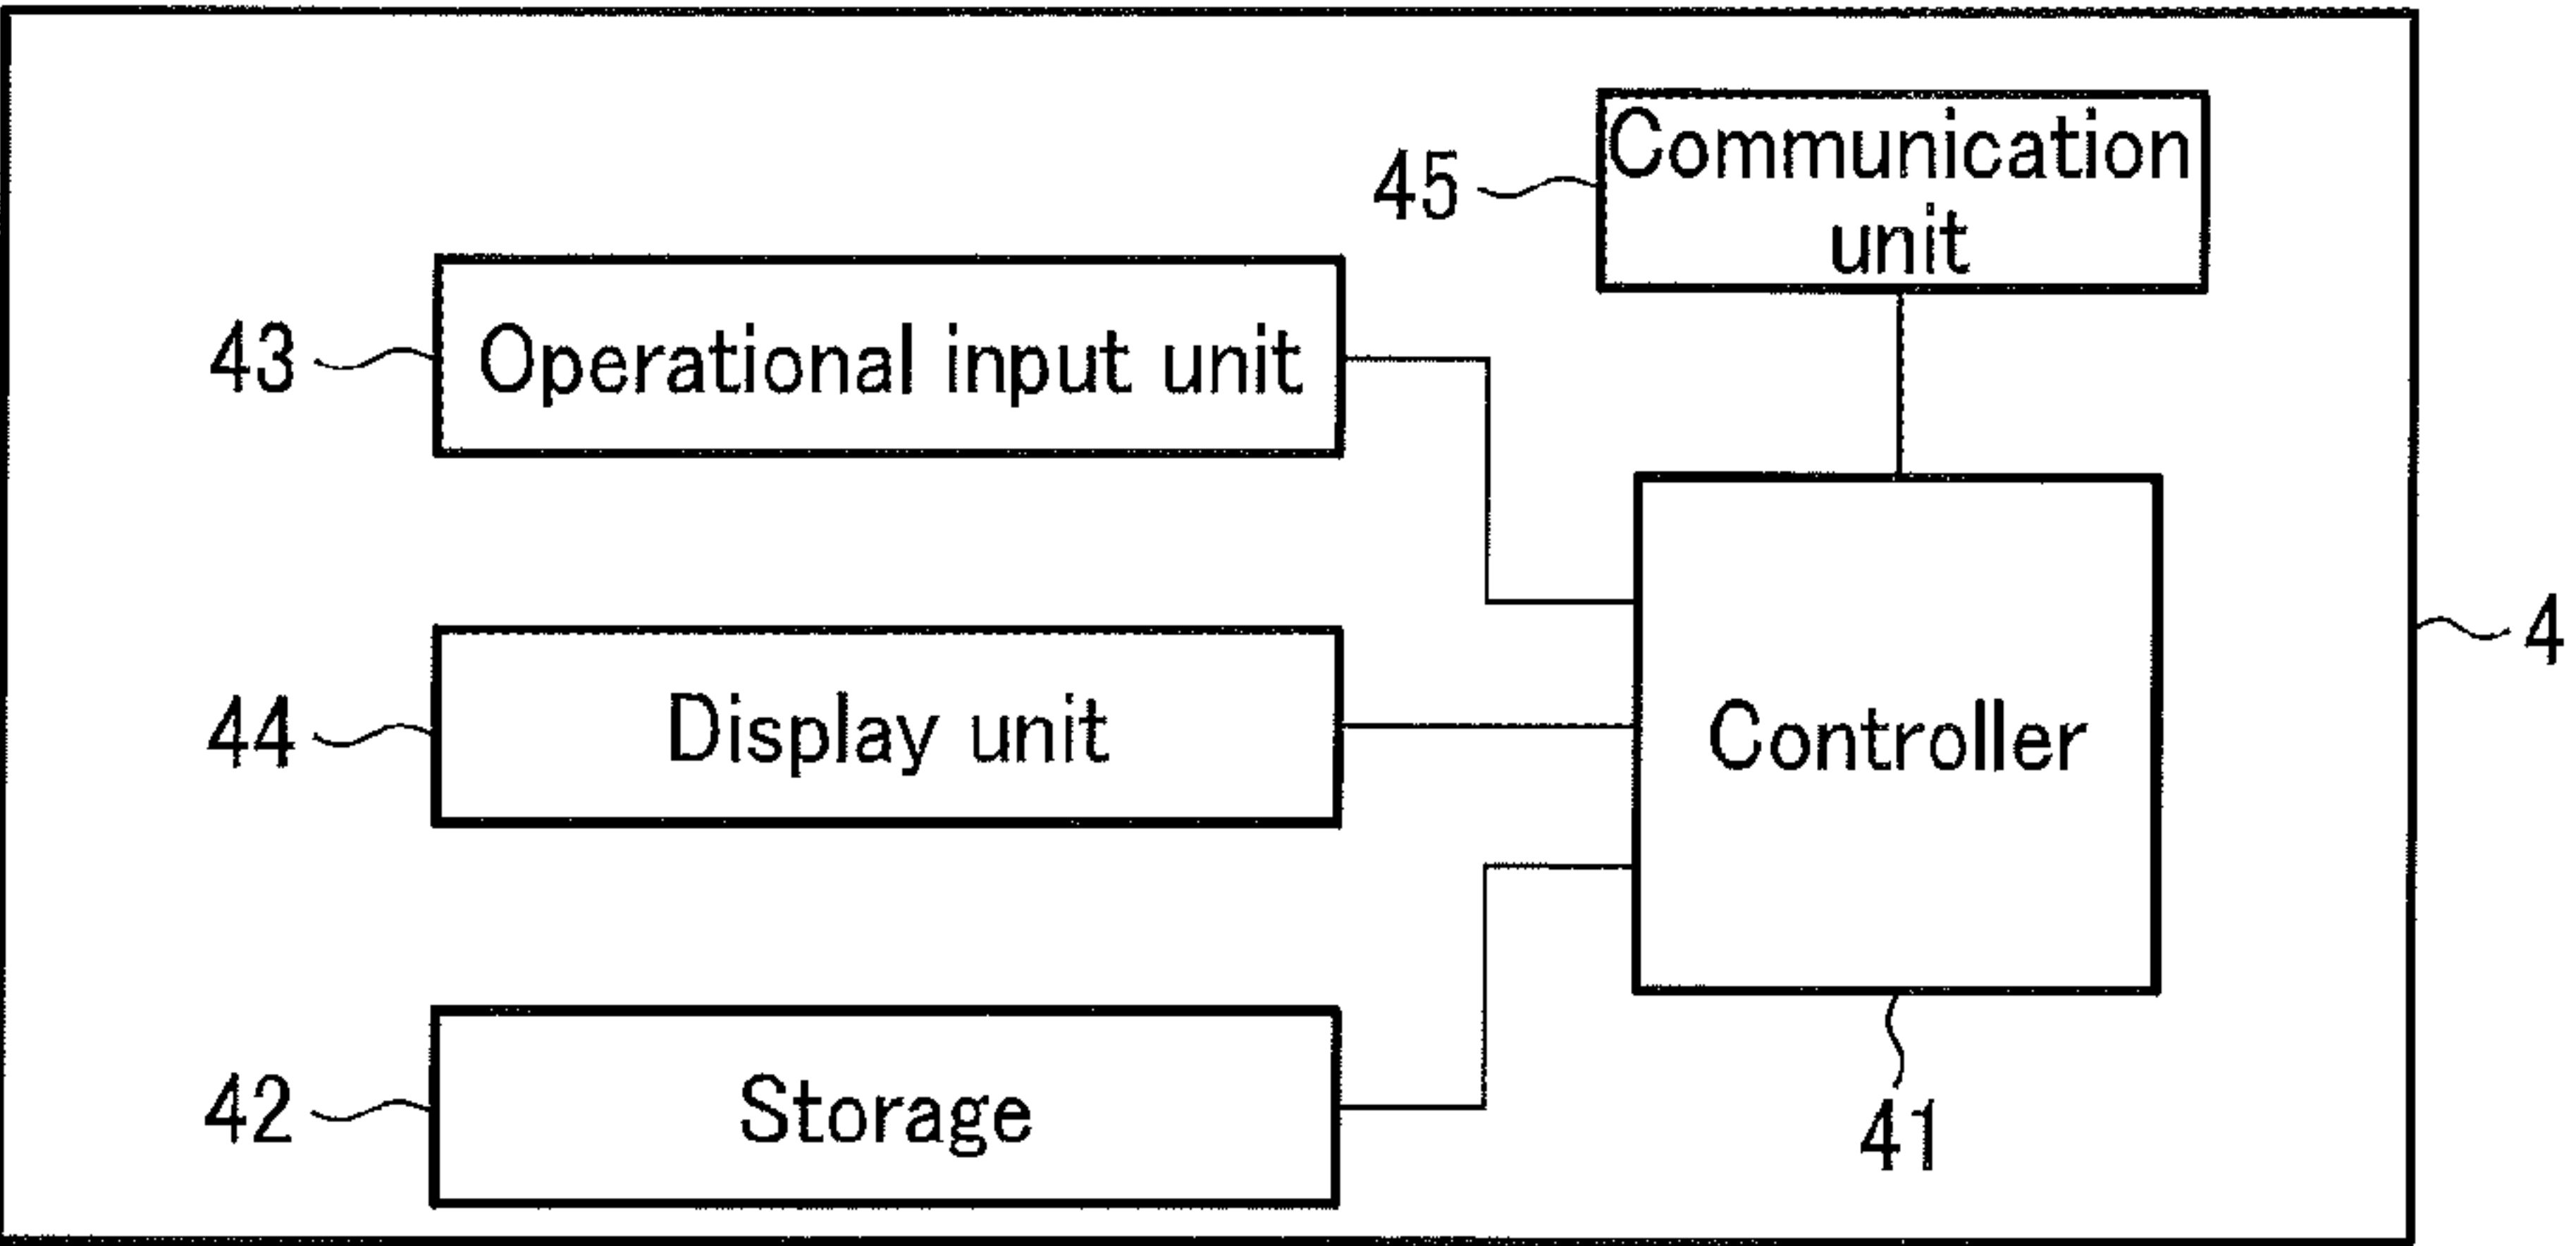 45
Communication
unit
43
Operational input unit
44
Display unit
Controller
4
42
Storage
41